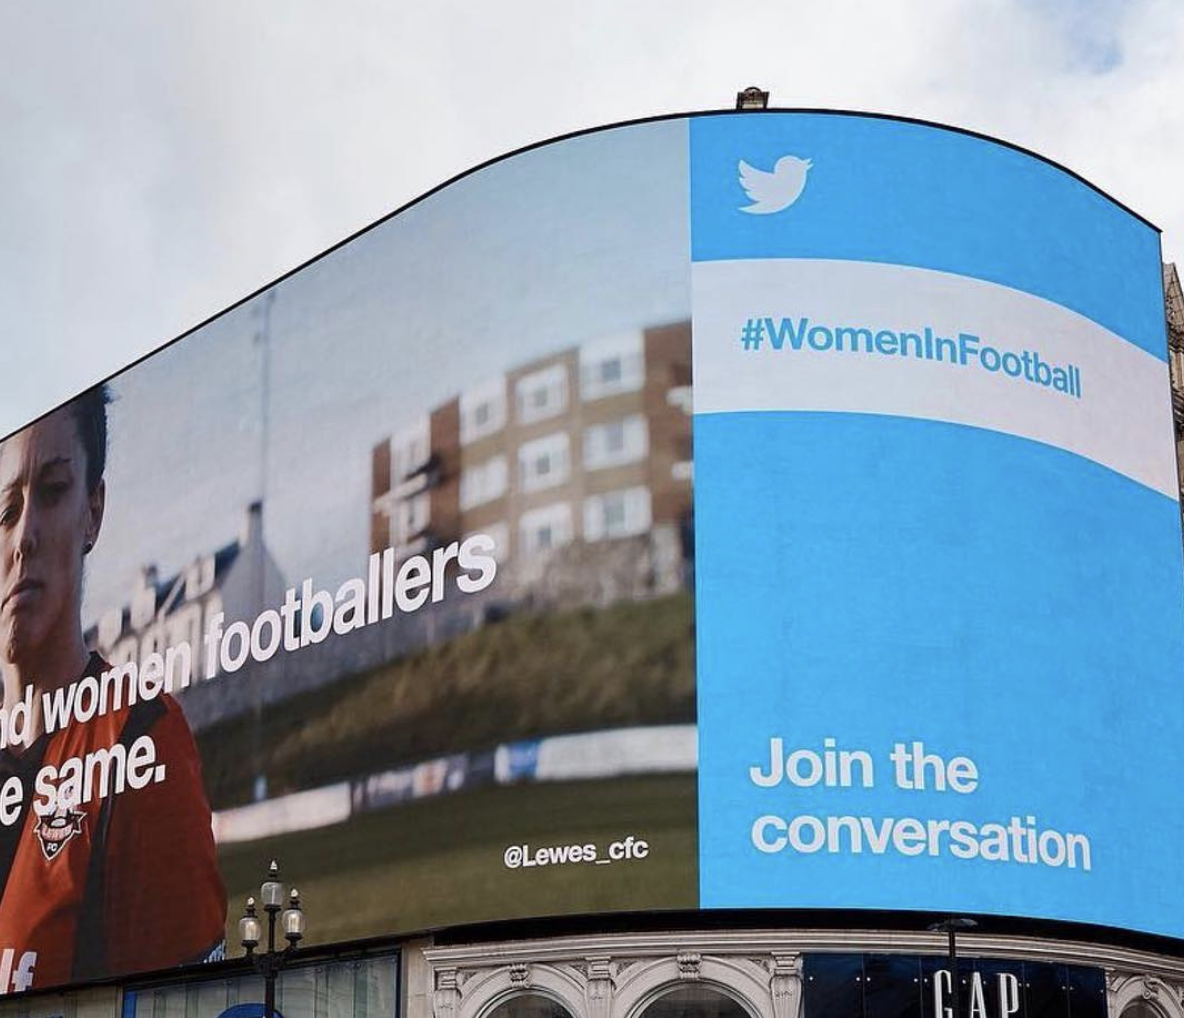 women footballers
same.
@Lewes_cfc
#WomenInFootball
Join the
conversation
GAP